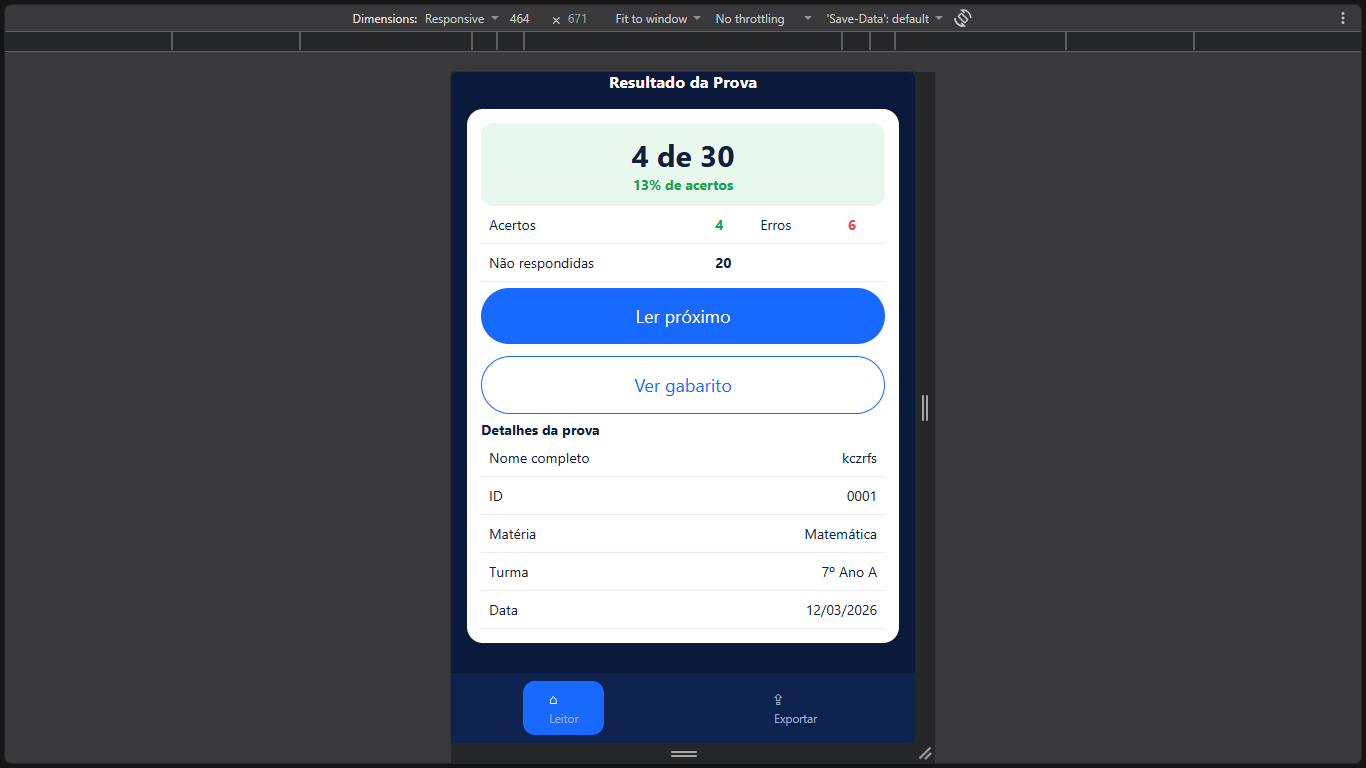 Dimensions: Responsive 464 × 671 Fit to window No throttling 'Save-Data': default
Resultado da Prova
4 de 30
13% de acertos
Acertos 4 Erros 6
Não respondidas 20
Ler próximo
Ver gabarito
Detalhes da prova
Nome completo kczrfs
ID 0001
Matéria Matemática
Turma 7º Ano A
Data 12/03/2026
Leitor Exportar